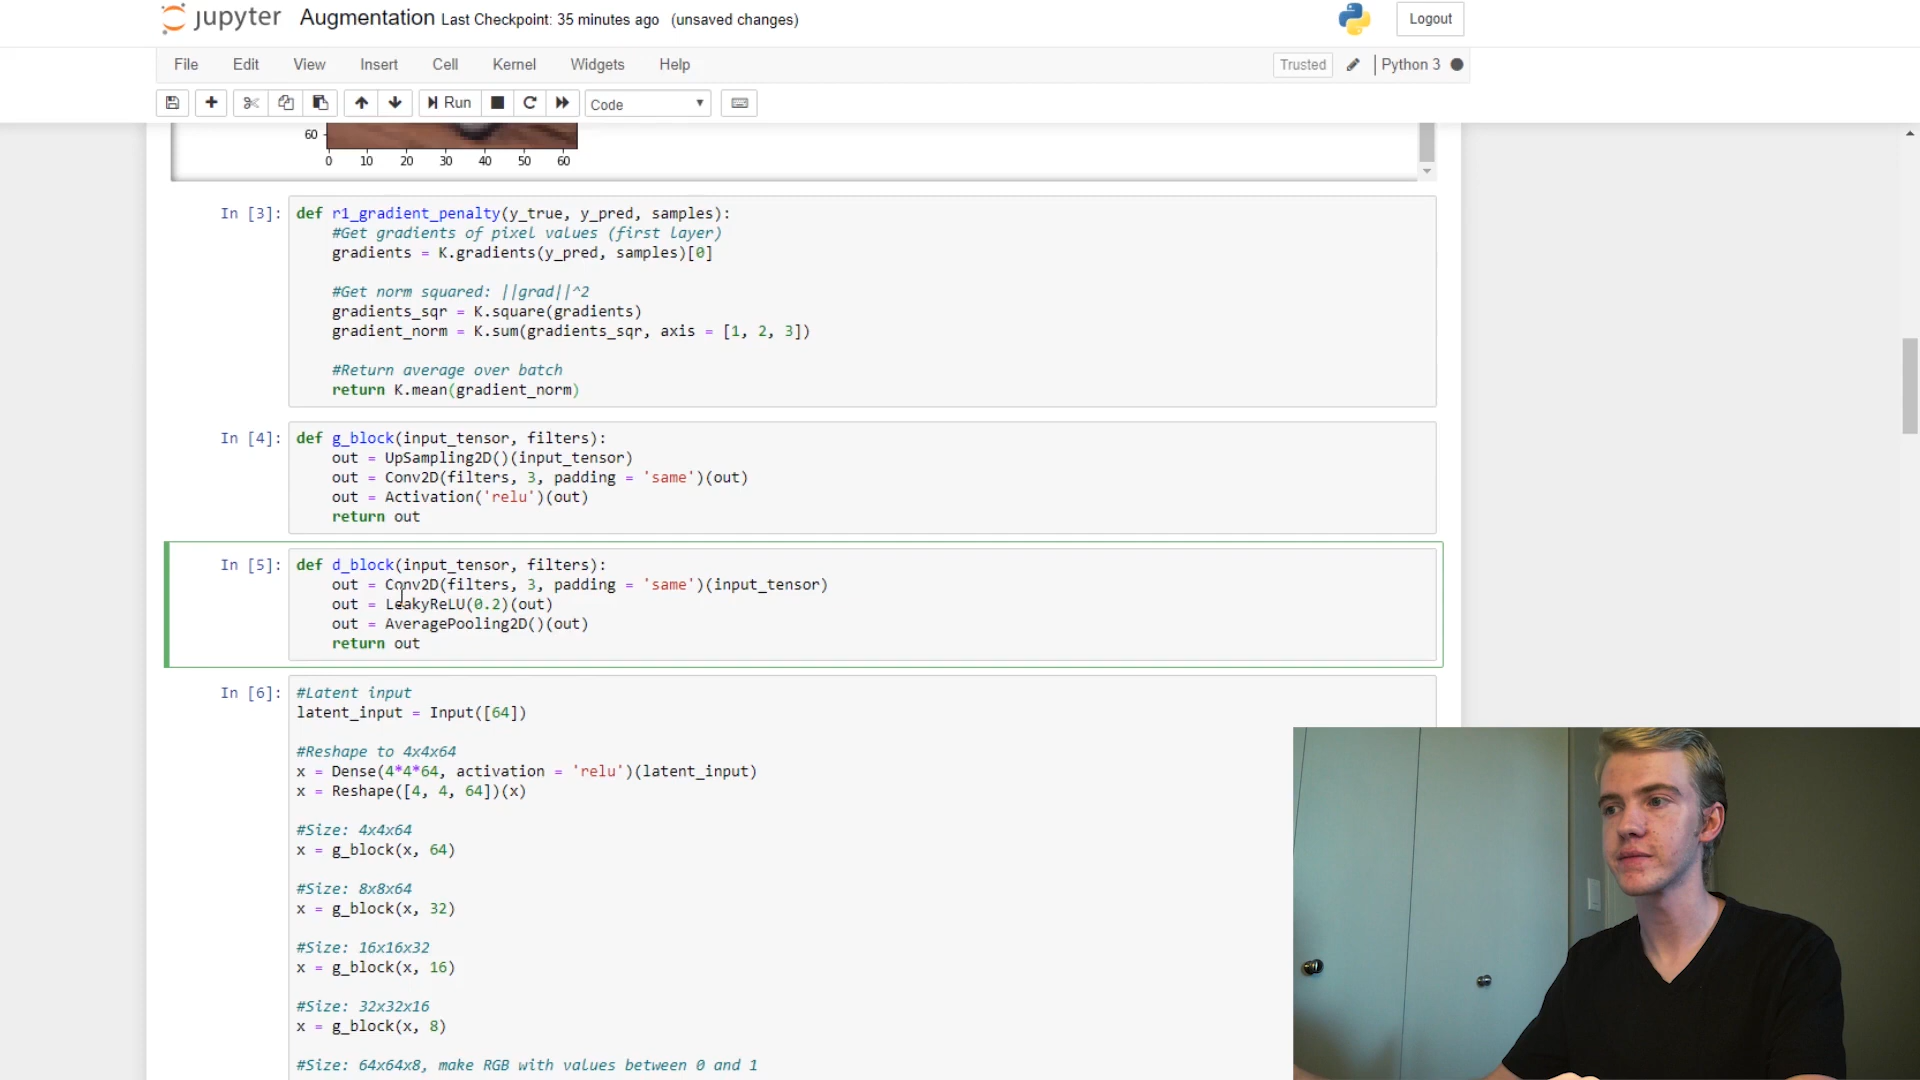 jupyter Augmentation Last Checkpoint: 35 minutes ago (unsaved changes) Logout
File Edit View Insert Cell Kernel Widgets Help Trusted Python 3
Run Code
60
0 10 20 30 40 50 60
In [3]: def r1_gradient_penalty(y_true, y_pred, samples):
#Get gradients of pixel values (first layer)
gradients = K.gradients(y_pred, samples)[0]
#Get norm squared: ||grad||^2
gradients_sqr = K.square(gradients)
gradient_norm = K.sum(gradients_sqr, axis = [1, 2, 3])
#Return average over batch
return K.mean(gradient_norm)
In [4]: def g_block(input_tensor, filters):
out = UpSampling2D()(input_tensor)
out = Conv2D(filters, 3, padding = 'same')(out)
out = Activation('relu')(out)
return out
In [5]: def d_block(input_tensor, filters):
out = Conv2D(filters, 3, padding = 'same')(input_tensor)
out = LeakyReLU(0.2)(out)
out = AveragePooling2D()(out)
return out
In [6]: #Latent input
latent_input = Input([64])
#Reshape to 4x4x64
x = Dense(4*4*64, activation = 'relu')(latent_input)
x = Reshape([4, 4, 64])(x)
#Size: 4x4x64
x = g_block(x, 64)
#Size: 8x8x64
x = g_block(x, 32)
#Size: 16x16x32
x = g_block(x, 16)
#Size: 32x32x16
x = g_block(x, 8)
#Size: 64x64x8, make RGB with values between 0 and 1